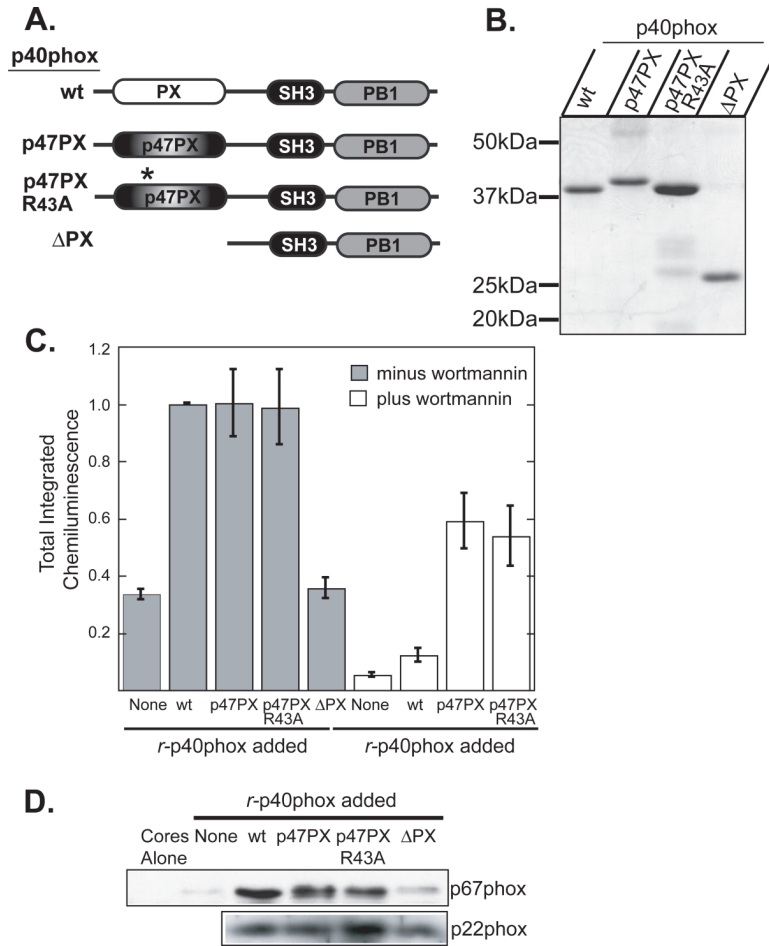 A.
p40phox
wt PX SH3 PB1
p47PX p47PX SH3 PB1
*
p47PX R43A p47PX SH3 PB1
ΔPX SH3 PB1
B.
p40phox
wt p47PX p47PX R43A ΔPX
50kDa
37kDa
25kDa
20kDa
C.
Total Integrated Chemiluminescence
1.2
1.0
0.8
0.6
0.4
0.2
minus wortmannin
plus wortmannin
None wt p47PX p47PX R43A ΔPX None wt p47PX p47PX R43A
r-p40phox added r-p40phox added
D.
r-p40phox added
Cores Alone None wt p47PX p47PX R43A ΔPX
p67phox
p22phox